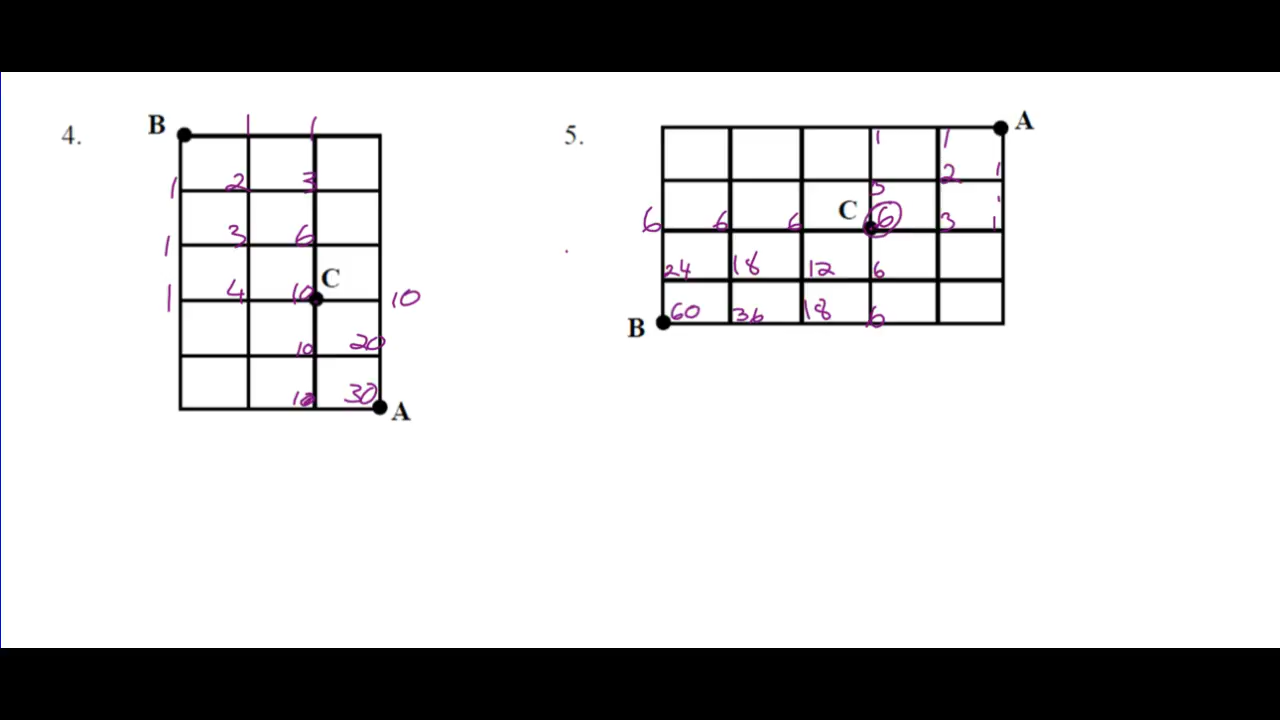 4.
B 1 1
1 2 3
1 3 6
C
1 4 10 10
10 20
10 30
A
5.
A
1 1
2 1
3
C
6 6 6 6 3 1
24 18 12 6
B 60 36 18 6